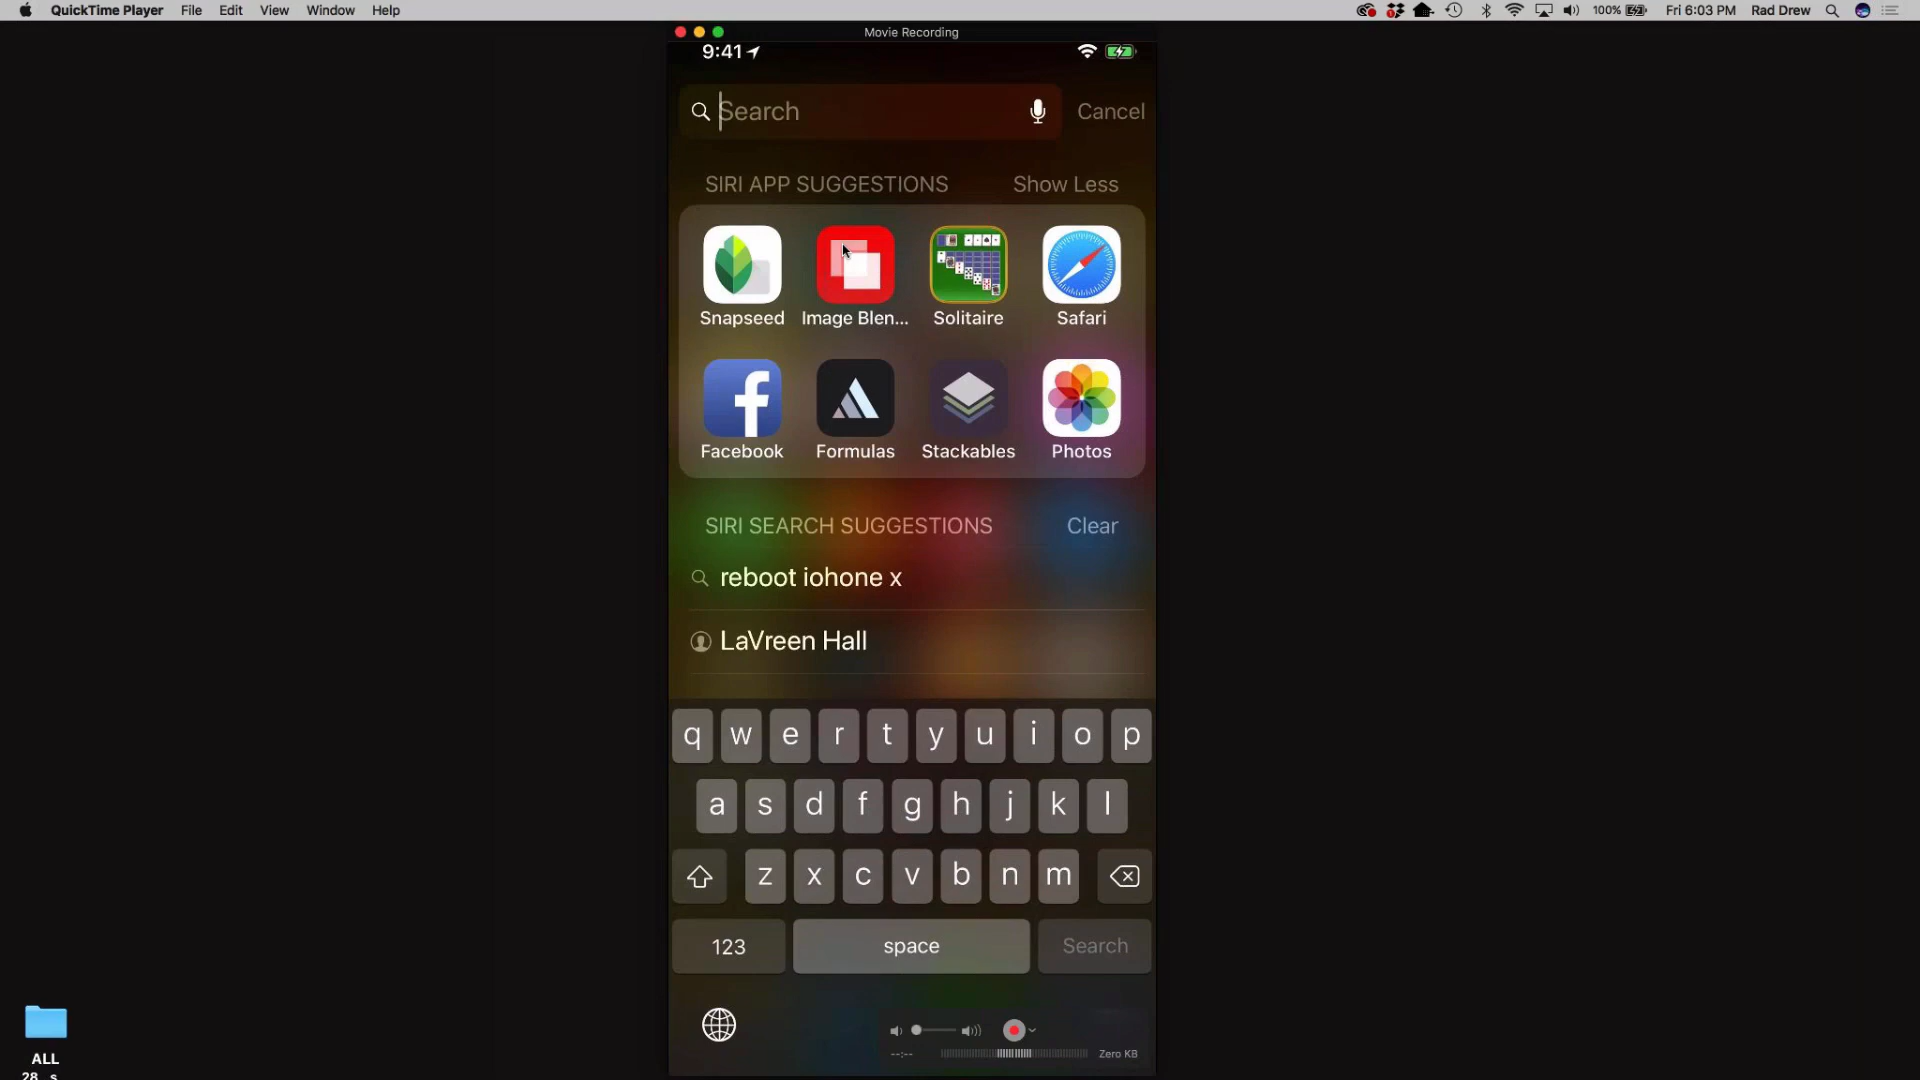 QuickTime Player File Edit View Window Help 100% Fri 6:03 PM Rad Drew
Movie Recording
9:41
Search Cancel
SIRI APP SUGGESTIONS Show Less
Snapseed Image Blen... Solitaire Safari
Facebook Formulas Stackables Photos
SIRI SEARCH SUGGESTIONS Clear
reboot iohone x
LaVreen Hall
q w e r t y u i o p
a s d f g h j k l
z x c v b n m
123 space Search
--:-- Zero KB
ALL